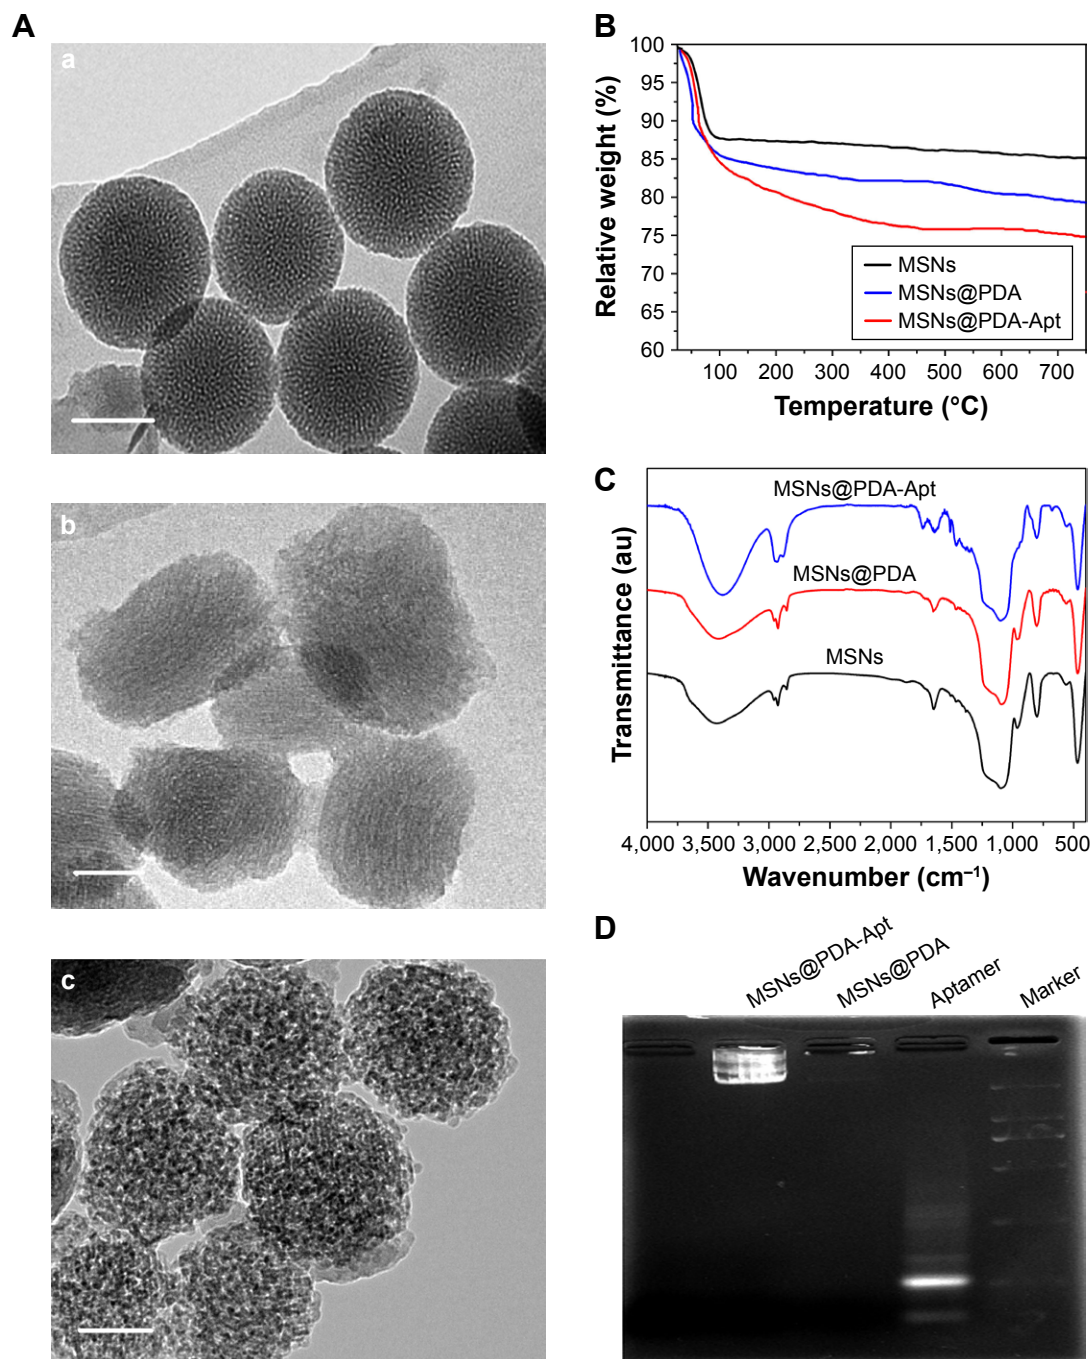 A
a
b
c
B
Relative weight (%)
100
95
90
85
80
75
70
65
60
MSNs
MSNs@PDA
MSNs@PDA-Apt
100 200 300 400 500 600 700
Temperature (°C)
C
Transmittance (au)
MSNs@PDA-Apt
MSNs@PDA
MSNs
4,000 3,500 3,000 2,500 2,000 1,500 1,000 500
Wavenumber (cm⁻¹)
D
MSNs@PDA-Apt
MSNs@PDA
Aptamer
Marker